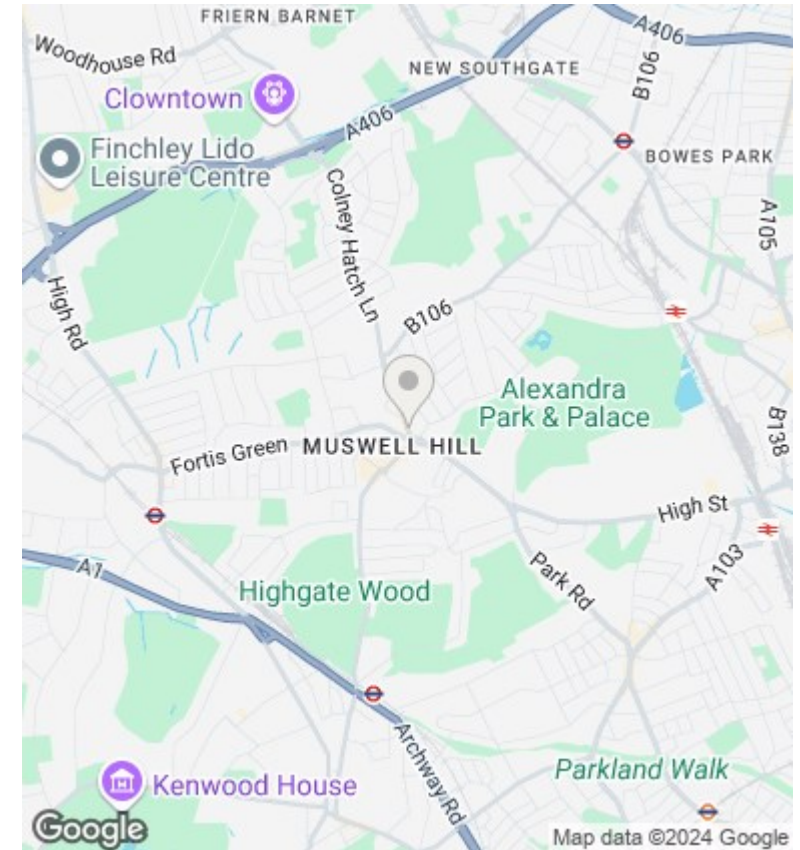 FRIERN BARNET
Woodhouse Rd
A406
NEW SOUTHGATE
B106
Clowntown
A406
Finchley Lido
Leisure Centre
BOWES PARK
Colney Hatch Ln
A105
High Rd
B106
Alexandra
Park & Palace
B138
Fortis Green
MUSWELL HILL
High St
A1
Park Rd
A103
Highgate Wood
Archway Rd
Kenwood House
Parkland Walk
Google
Map data ©2024 Google